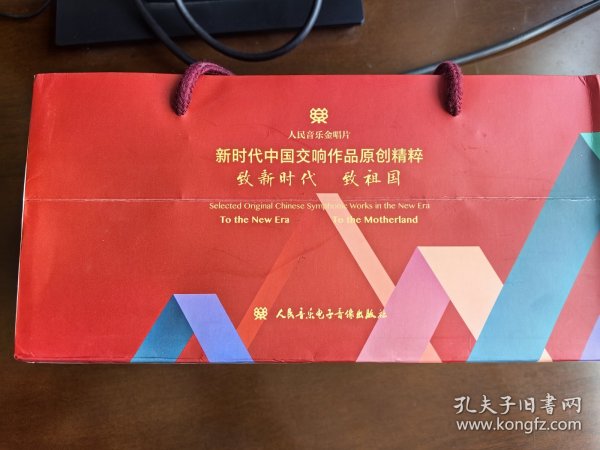 人民音乐金唱片
新时代中国交响作品原创精粹
致新时代 致祖国
Selected Original Chinese Symphonic Works in the New Era
To the New Era To the Motherland
人民音乐电子音像出版社
孔夫子旧书网
www.kongfz.com